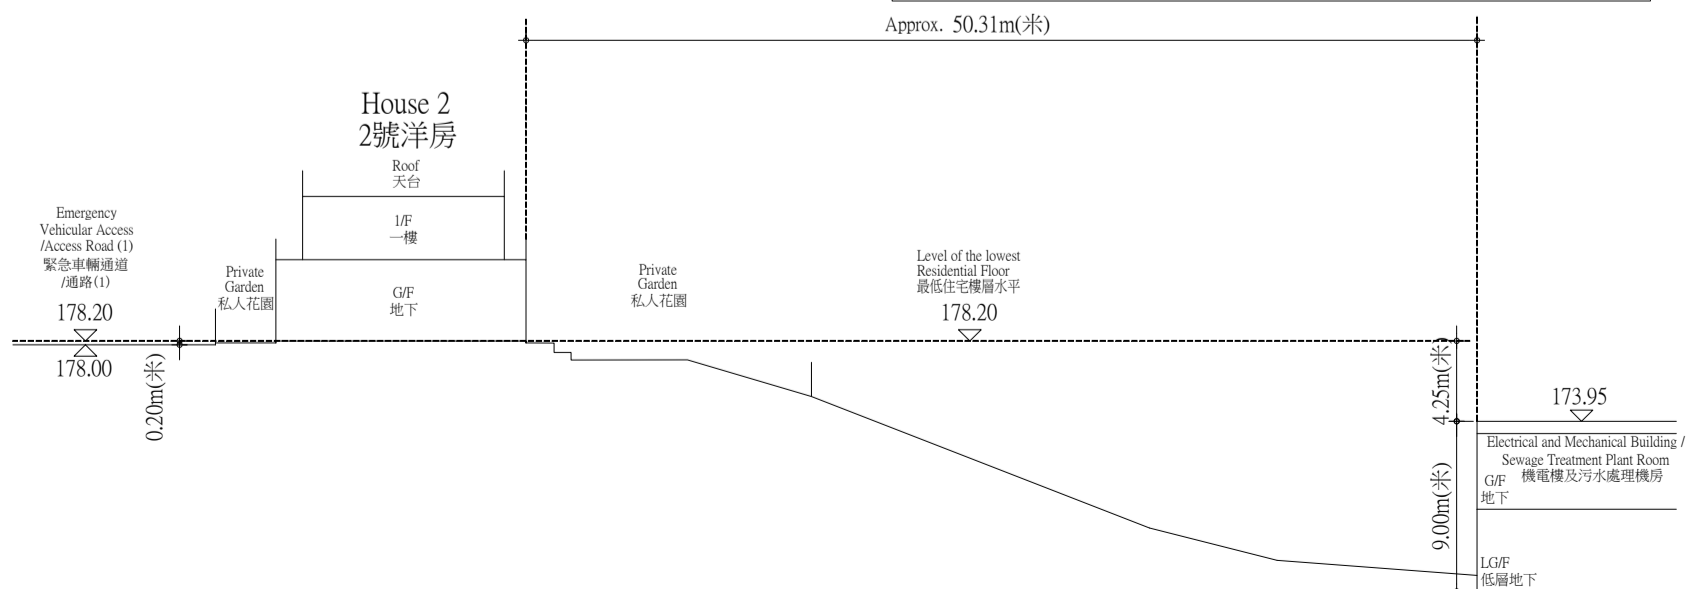 Approx. 50.31m(米)
House 2
2號洋房
Roof
天台
1/F
一樓
G/F
地下
Emergency
Vehicular Access
/Access Road (1)
緊急車輛通道
/通路(1)
178.20
178.00
0.20m(米)
Private
Garden
私人花園
Private
Garden
私人花園
Level of the lowest
Residential Floor
最低住宅樓層水平
178.20
4.25m(米)
9.00m(米)
173.95
Electrical and Mechanical Building /
Sewage Treatment Plant Room
機電樓及污水處理機房
G/F
地下
LG/F
低層地下